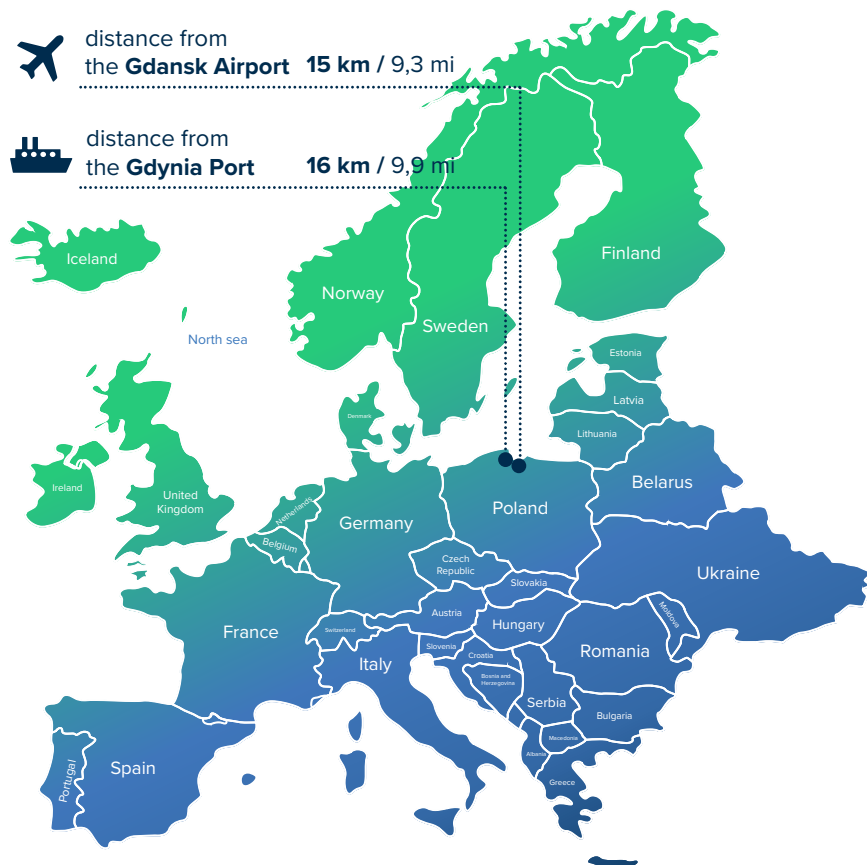 distance from
the Gdansk Airport 15 km / 9,3 mi
distance from
the Gdynia Port 16 km / 9,9 mi
Iceland
Finland
Norway
Sweden
North sea
Estonia
Denmark
Latvia
Lithuania
Ireland
United
Kingdom
Netherlands
Belgium
Germany
Poland
Belarus
Czech
Republic
Slovakia
Ukraine
Austria
Hungary
Moldova
France
Switzerland
Italy
Slovenia
Croatia
Romania
Bosnia and
Herzegovina
Serbia
Bulgaria
Macedonia
Albania
Portugal
Spain
Greece